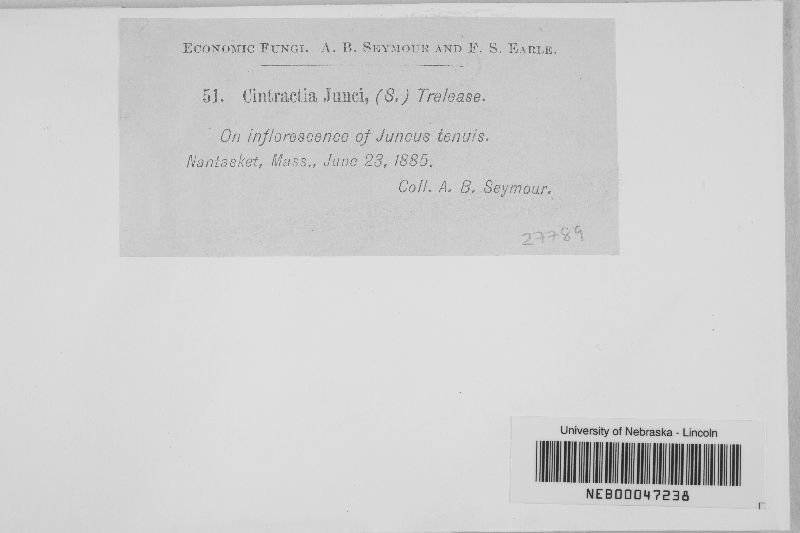 Economic Fungi. A. B. Seymour and F. S. Earle.
51. Cintractia Junci, (S.) Trelease.
On inflorescence of Juncus tenuis.
Nantasket, Mass., June 23, 1885.
Coll. A. B. Seymour.
27789
University of Nebraska - Lincoln
NEB00047238